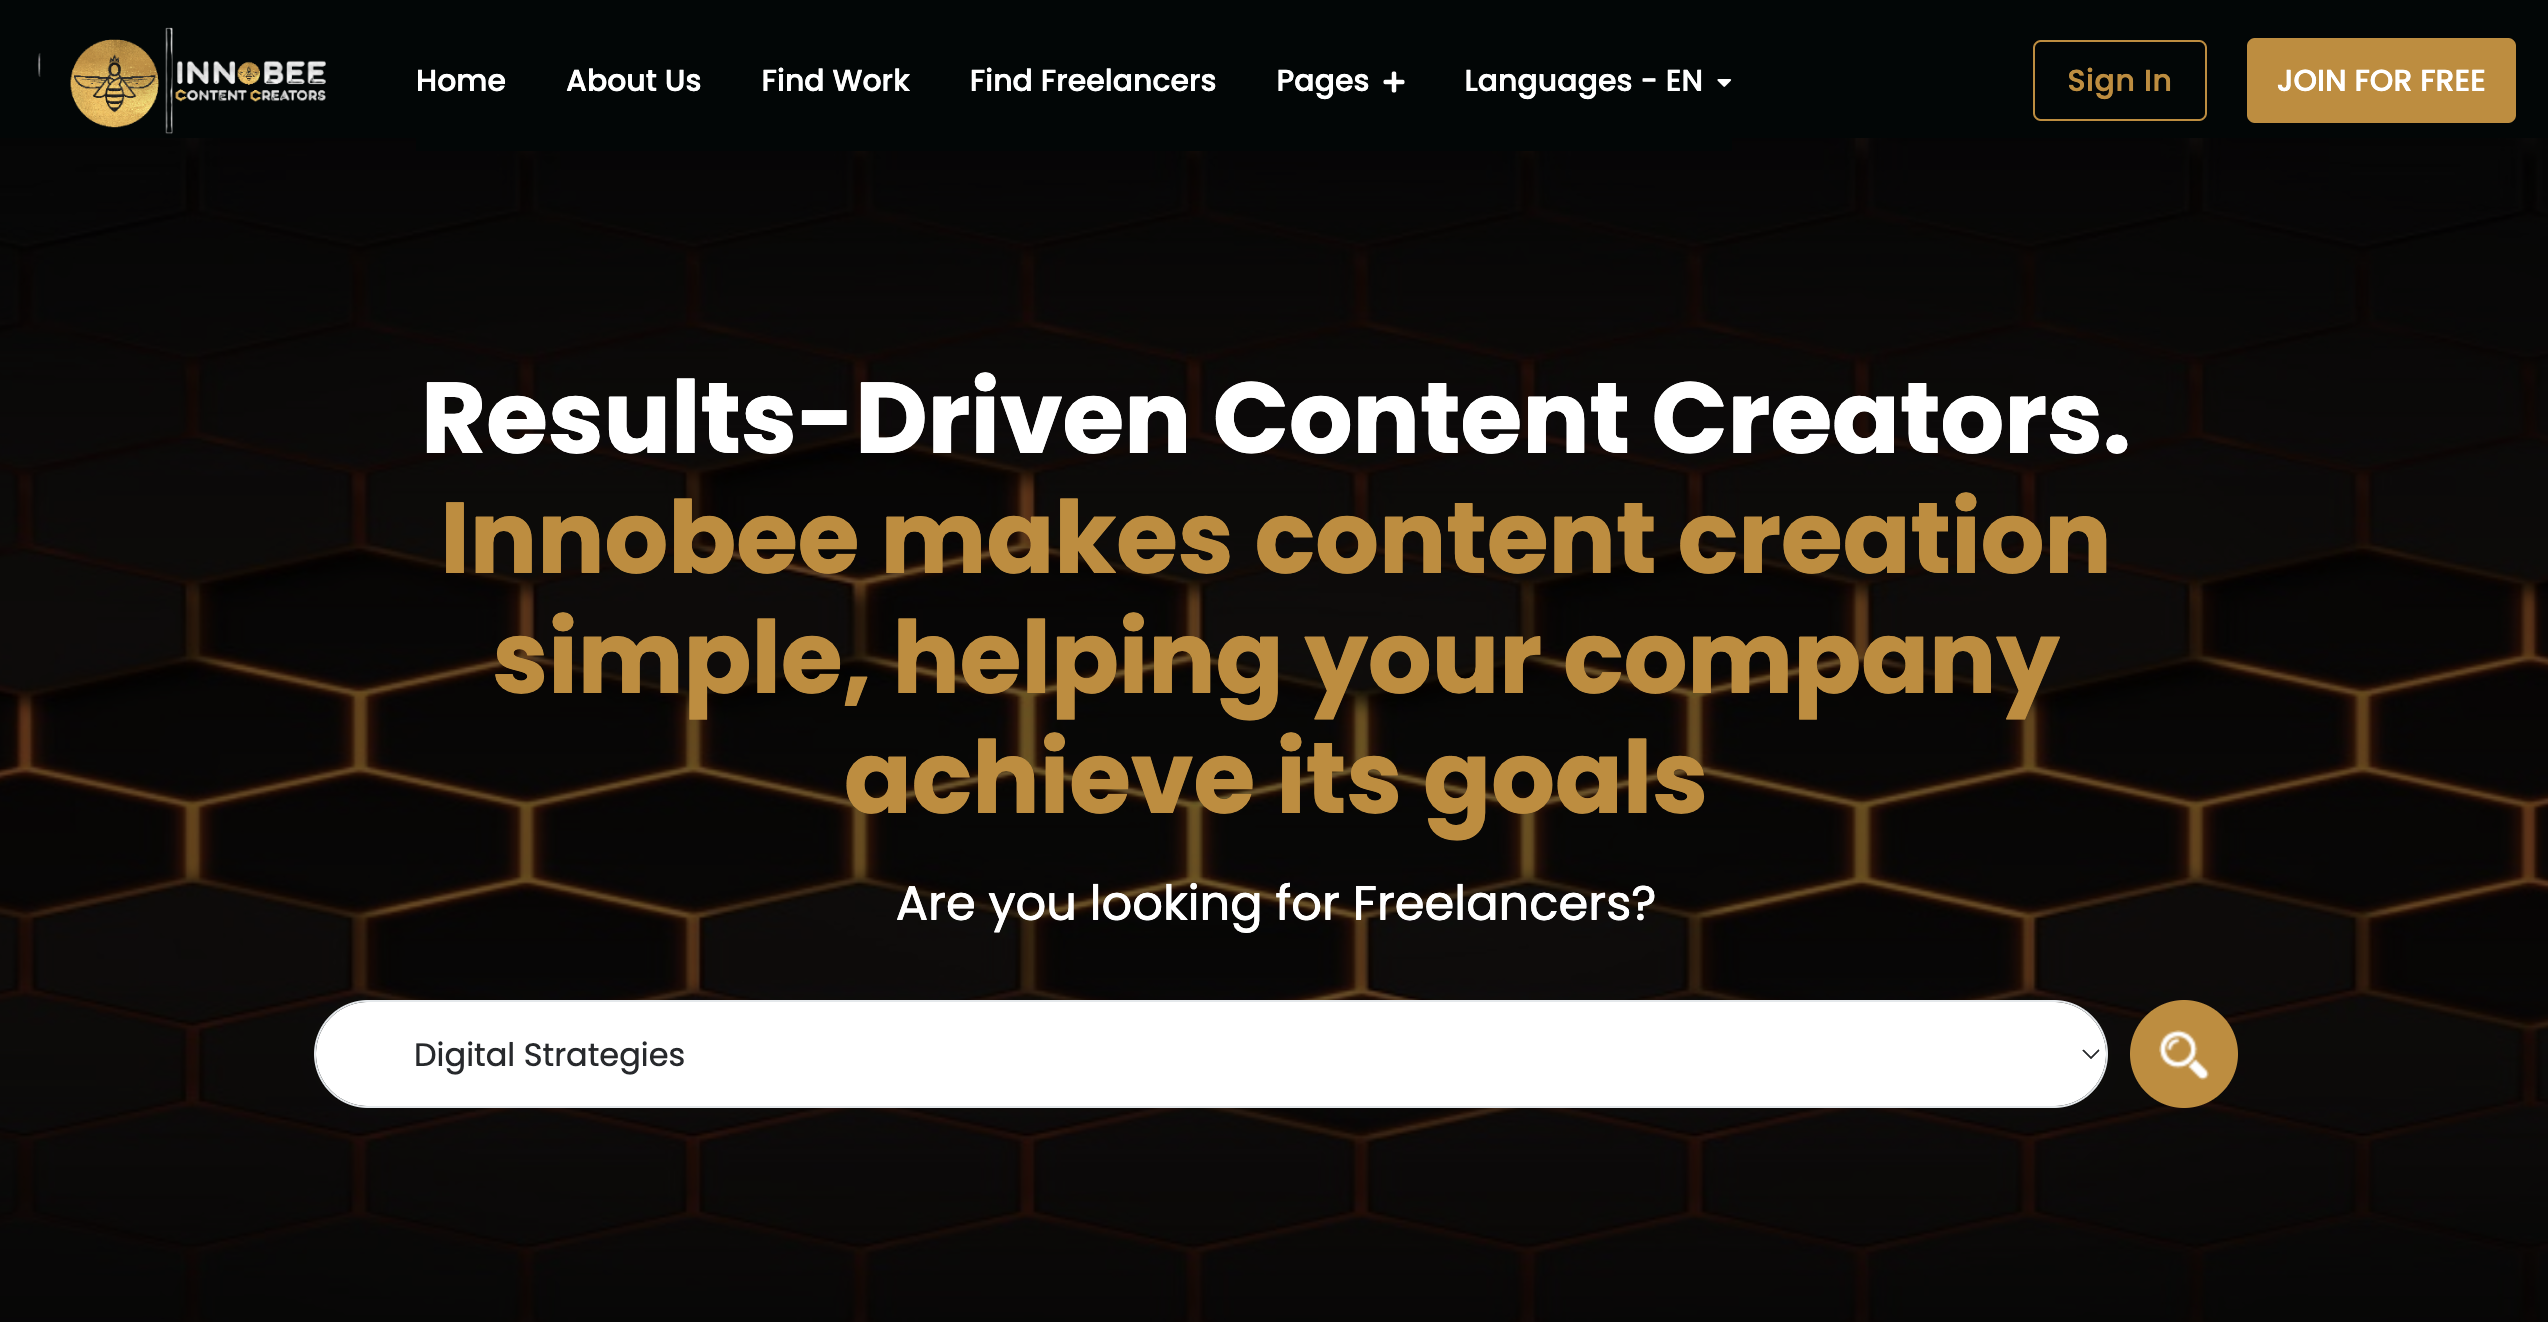 INNOBEE
CONTENT CREATORS
Home
About Us
Find Work
Find Freelancers
Pages +
Languages - EN
Sign In
JOIN FOR FREE
Results-Driven Content Creators.
Innobee makes content creation
simple, helping your company
achieve its goals
Are you looking for Freelancers?
Digital Strategies